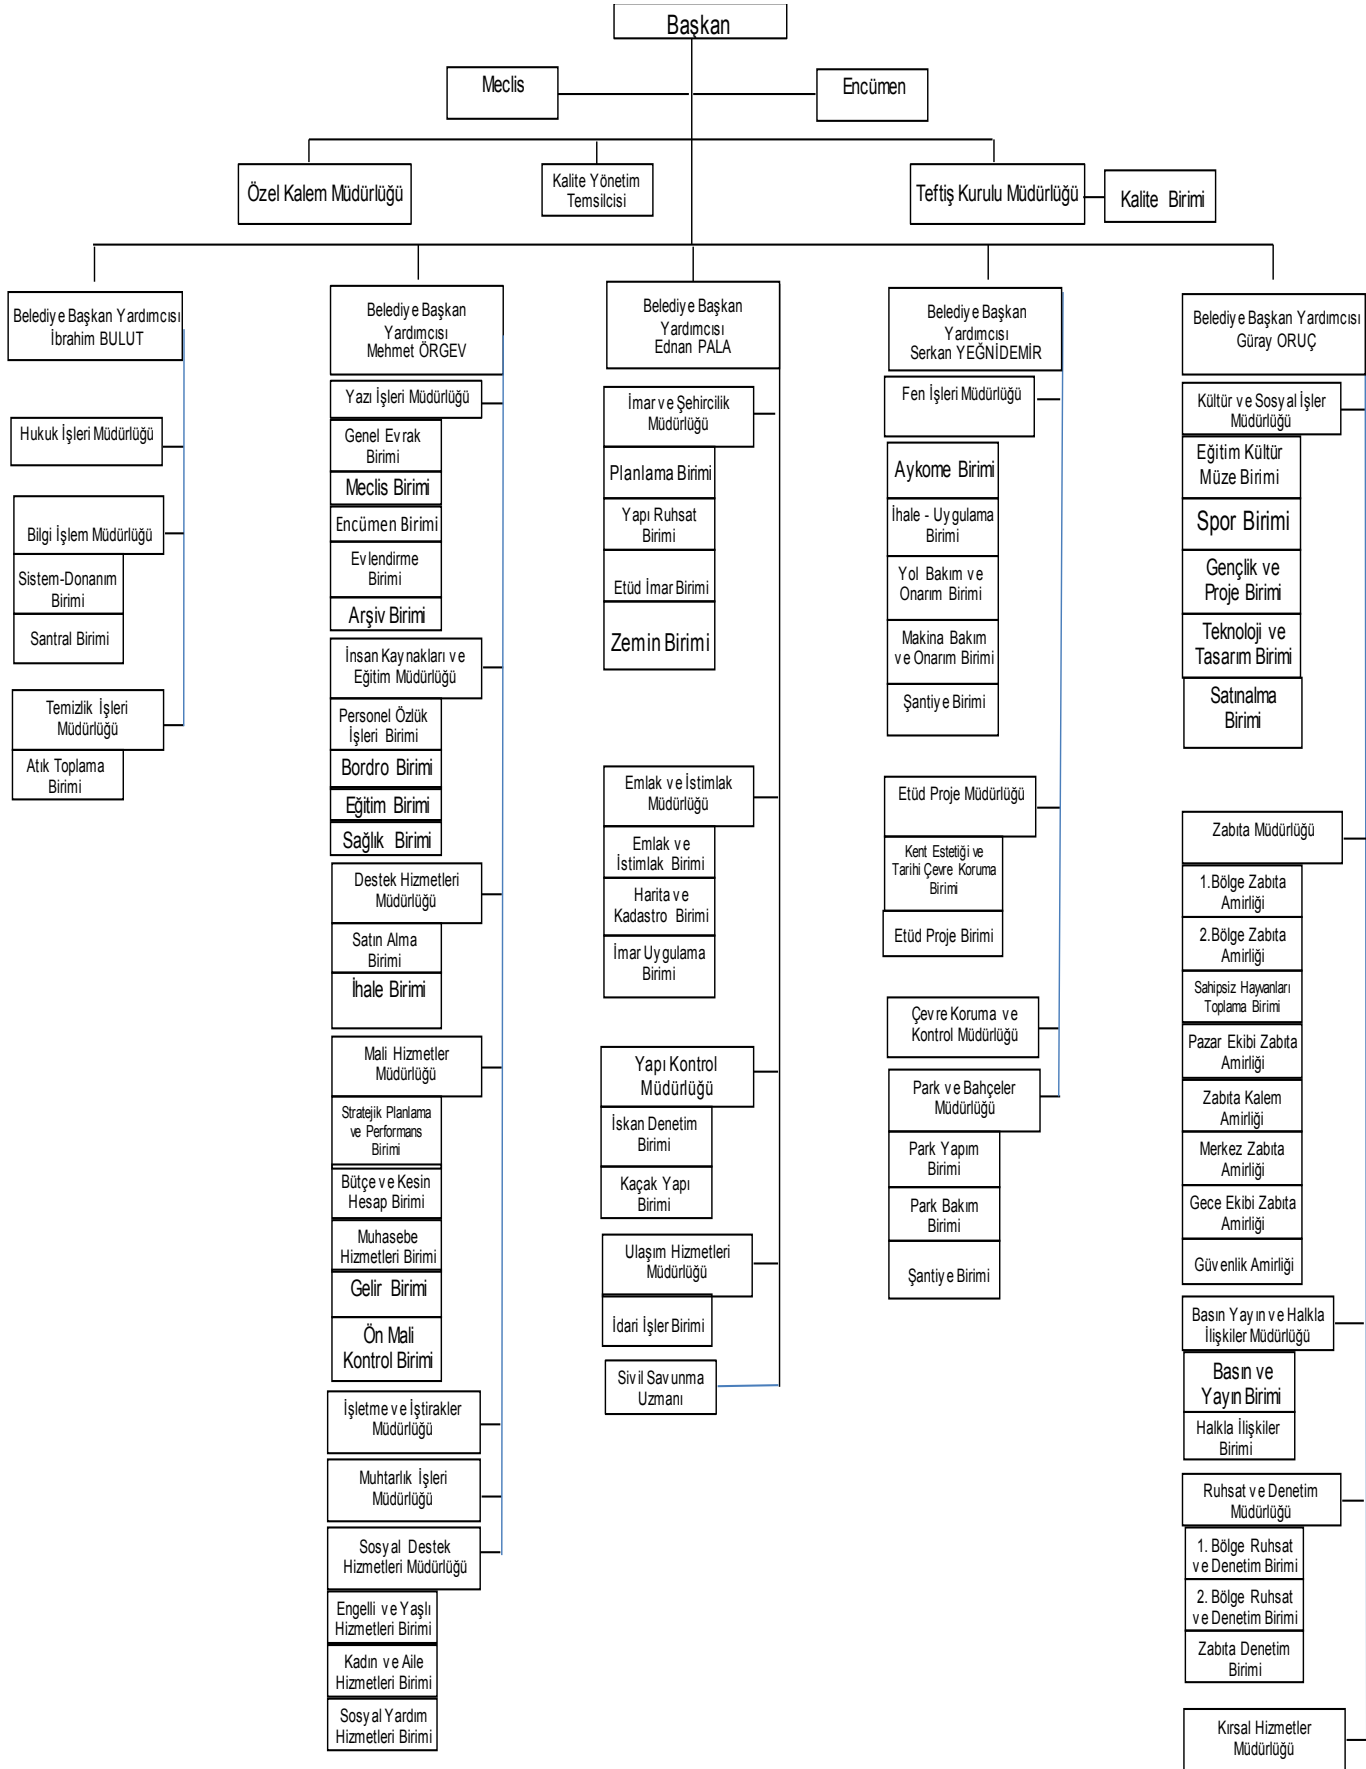 Başkan
Meclis
Encümen
Özel Kalem Müdürlüğü
Kalite Yönetim
Temsilcisi
Teftiş Kurulu Müdürlüğü
Kalite Birimi
Belediye Başkan Yardımcısı
İbrahim BULUT
Hukuk İşleri Müdürlüğü
Bilgi İşlem Müdürlüğü
Sistem-Donanım
Birimi
Santral Birimi
Temizlik İşleri
Müdürlüğü
Atık Toplama
Birimi
Belediye Başkan
Yardımcısı
Mehmet ÖRGEV
Yazı İşleri Müdürlüğü
Genel Evrak
Birimi
Meclis Birimi
Encümen Birimi
Evlendirme
Birimi
Arşiv Birimi
İnsan Kaynakları ve
Eğitim Müdürlüğü
Personel Özlük
İşleri Birimi
Bordro Birimi
Eğitim Birimi
Sağlık Birimi
Destek Hizmetleri
Müdürlüğü
Satın Alma
Birimi
İhale Birimi
Mali Hizmetler
Müdürlüğü
Stratejik Planlama
ve Performans
Birimi
Bütçe ve Kesin
Hesap Birimi
Muhasebe
Hizmetleri Birimi
Gelir Birimi
Ön Mali
Kontrol Birimi
İşletme ve İştirakler
Müdürlüğü
Muhtarlık İşleri
Müdürlüğü
Sosyal Destek
Hizmetleri Müdürlüğü
Engelli ve Yaşlı
Hizmetleri Birimi
Kadın ve Aile
Hizmetleri Birimi
Sosyal Yardım
Hizmetleri Birimi
Belediye Başkan
Yardımcısı
Ednan PALA
İmar ve Şehircilik
Müdürlüğü
Planlama Birimi
Yapı Ruhsat
Birimi
Etüd İmar Birimi
Zemin Birimi
Emlak ve İstimlak
Müdürlüğü
Emlak ve
İstimlak Birimi
Harita ve
Kadastro Birimi
İmar Uygulama
Birimi
Yapı Kontrol
Müdürlüğü
İskan Denetim
Birimi
Kaçak Yapı
Birimi
Ulaşım Hizmetleri
Müdürlüğü
İdari İşler Birimi
Sivil Savunma
Uzmanı
Belediye Başkan
Yardımcısı
Serkan YEĞNİDEMİR
Fen İşleri Müdürlüğü
Aykome Birimi
İhale - Uygulama
Birimi
Yol Bakım ve
Onarım Birimi
Makina Bakım
ve Onarım Birimi
Şantiye Birimi
Etüd Proje Müdürlüğü
Kent Estetiği ve
Tarihi Çevre Koruma
Birimi
Etüd Proje Birimi
Çevre Koruma ve
Kontrol Müdürlüğü
Park ve Bahçeler
Müdürlüğü
Park Yapım
Birimi
Park Bakım
Birimi
Şantiye Birimi
Belediye Başkan Yardımcısı
Güray ORUÇ
Kültür ve Sosyal İşler
Müdürlüğü
Eğitim Kültür
Müze Birimi
Spor Birimi
Gençlik ve
Proje Birimi
Teknoloji ve
Tasarım Birimi
Satınalma
Birimi
Zabıta Müdürlüğü
1.Bölge Zabıta
Amirliği
2.Bölge Zabıta
Amirliği
Sahipsiz Hayvanları
Toplama Birimi
Pazar Ekibi Zabıta
Amirliği
Zabıta Kalem
Amirliği
Merkez Zabıta
Amirliği
Gece Ekibi Zabıta
Amirliği
Güvenlik Amirliği
Basın Yayın ve Halkla
İlişkiler Müdürlüğü
Basın ve
Yayın Birimi
Halkla İlişkiler
Birimi
Ruhsat ve Denetim
Müdürlüğü
1. Bölge Ruhsat
ve Denetim Birimi
2. Bölge Ruhsat
ve Denetim Birimi
Zabıta Denetim
Birimi
Kırsal Hizmetler
Müdürlüğü